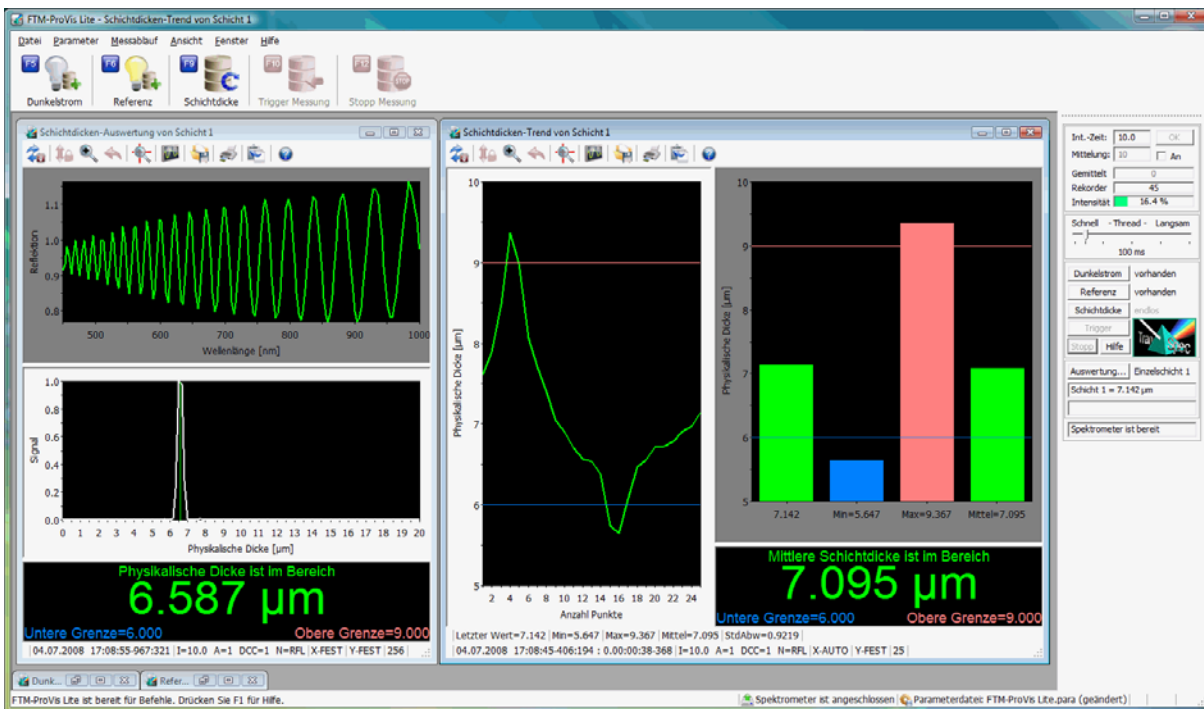 FTM-ProVis Lite - Schichtdicken-Trend von Schicht 1
Datei Parameter Messablauf Ansicht Fenster Hilfe
F5 F6 F9 F10 F12
STOP
Dunkelstrom Referenz Schichtdicke Trigger Messung Stopp Messung
Schichtdicken-Auswertung von Schicht 1
1.1
1.0
0.9
0.8
Reflektion
500 600 700 800 900 1000
Wellenlänge [nm]
1.0
0.8
0.6
0.4
0.2
0.0
Signal
0 1 2 3 4 5 6 7 8 9 10 11 12 13 14 15 16 17 18 19 20
Physikalische Dicke [µm]
Physikalische Dicke ist im Bereich
6.587 µm
Untere Grenze=6.000 Obere Grenze=9.000
04.07.2008 17:08:55-967:321 I=10.0 A=1 DCC=1 N=RFL X-FEST Y-FEST 256
Schichtdicken-Trend von Schicht 1
10
9
8
7
6
5
Physikalische Dicke [µm]
2 4 6 8 10 12 14 16 18 20 22 24
Anzahl Punkte
10
9
8
7
6
5
Physikalische Dicke [µm]
7.142 Min=5.647 Max=9.367 Mittel=7.095
Mittlere Schichtdicke ist im Bereich
7.095 µm
Untere Grenze=6.000 Obere Grenze=9.000
Letzter Wert=7.142 Min=5.647 Max=9.367 Mittel=7.095 StdAbw=0.9219
04.07.2008 17:08:45-406:194 : 0.00:00:38-368 I=10.0 A=1 DCC=1 N=RFL X-AUTO Y-FEST 25
Int.-Zeit: 10.0 OK
Mittelung: 10 An
Gemittelt 0
Rekorder 45
Intensität 16.4 %
Schnell - Thread - Langsam
100 ms
Dunkelstrom vorhanden
Referenz vorhanden
Schichtdicke endlos
Trigger
Stopp Hilfe
Auswertung... Einzelschicht 1
Schicht 1 = 7.142 µm
Spektrometer ist bereit
Dunk... Refer...
FTM-ProVis Lite ist bereit für Befehle. Drücken Sie F1 für Hilfe.
Spektrometer ist angeschlossen Parameterdatei: FTM-ProVis Lite.para (geändert)